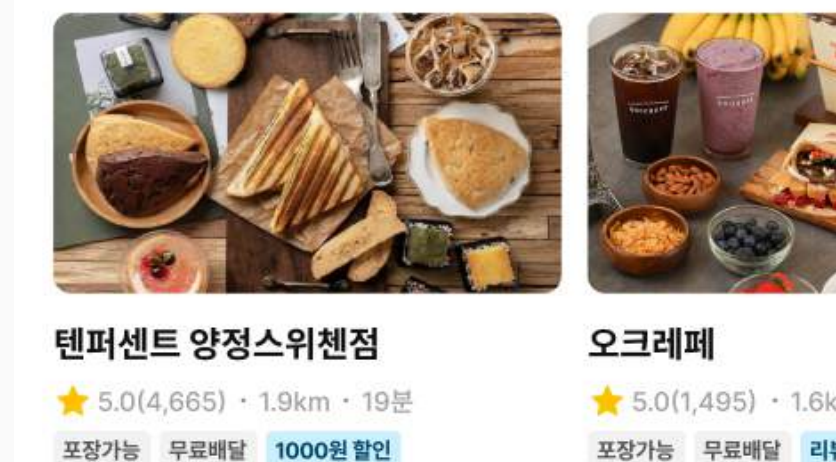 텐퍼센트 양정스위첸점
5.0(4,665) · 1.9km · 19분
포장가능 무료배달 1000원 할인
오크레페
5.0(1,495) · 1.6k
포장가능 무료배달